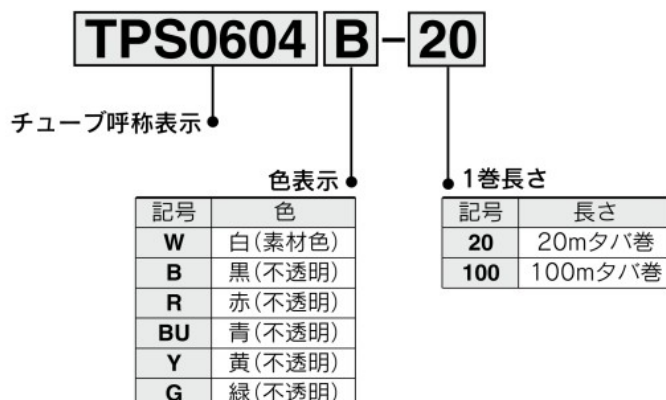 TPS0604 B - 20
チューブ呼称表示
色表示
記号 色
W 白(素材色)
B 黒(不透明)
R 赤(不透明)
BU 青(不透明)
Y 黄(不透明)
G 緑(不透明)
1巻長さ
記号 長さ
20 20mタバ巻
100 100mタバ巻